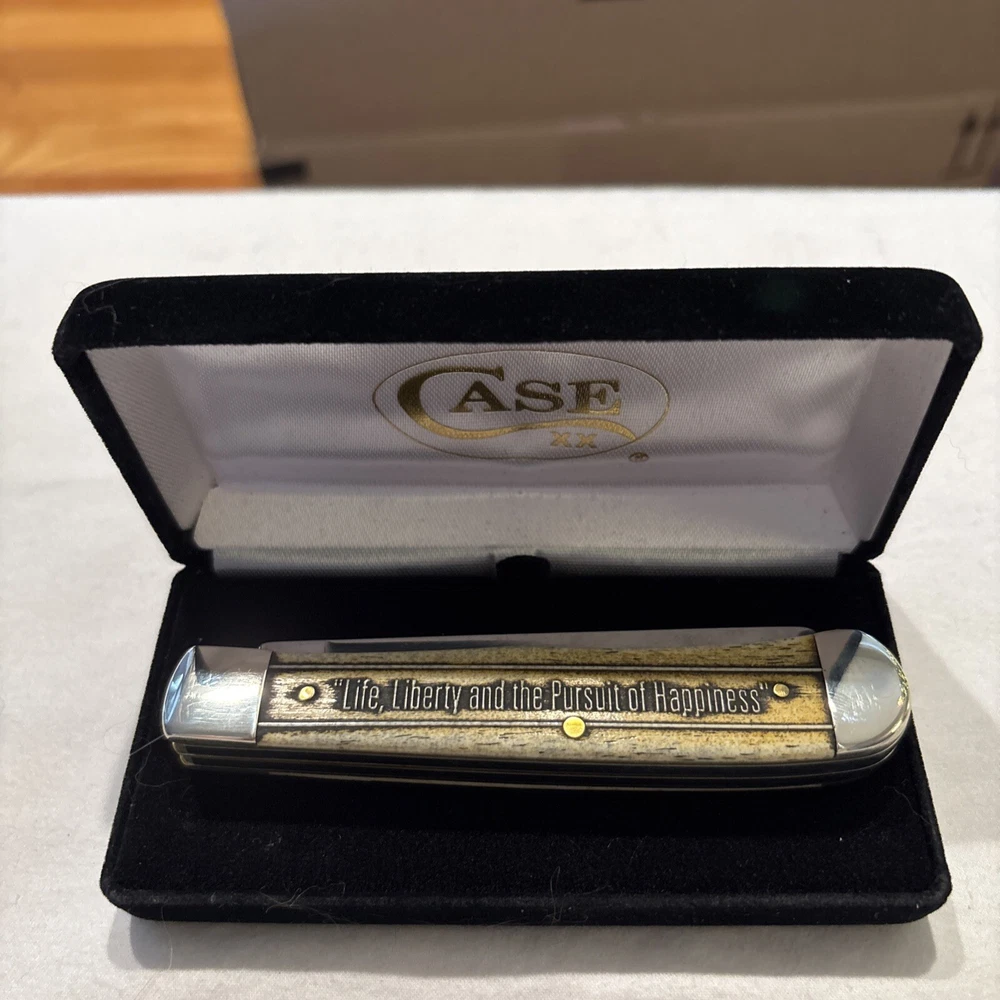 CASE
XX
®
"Life, Liberty and the Pursuit of Happiness"